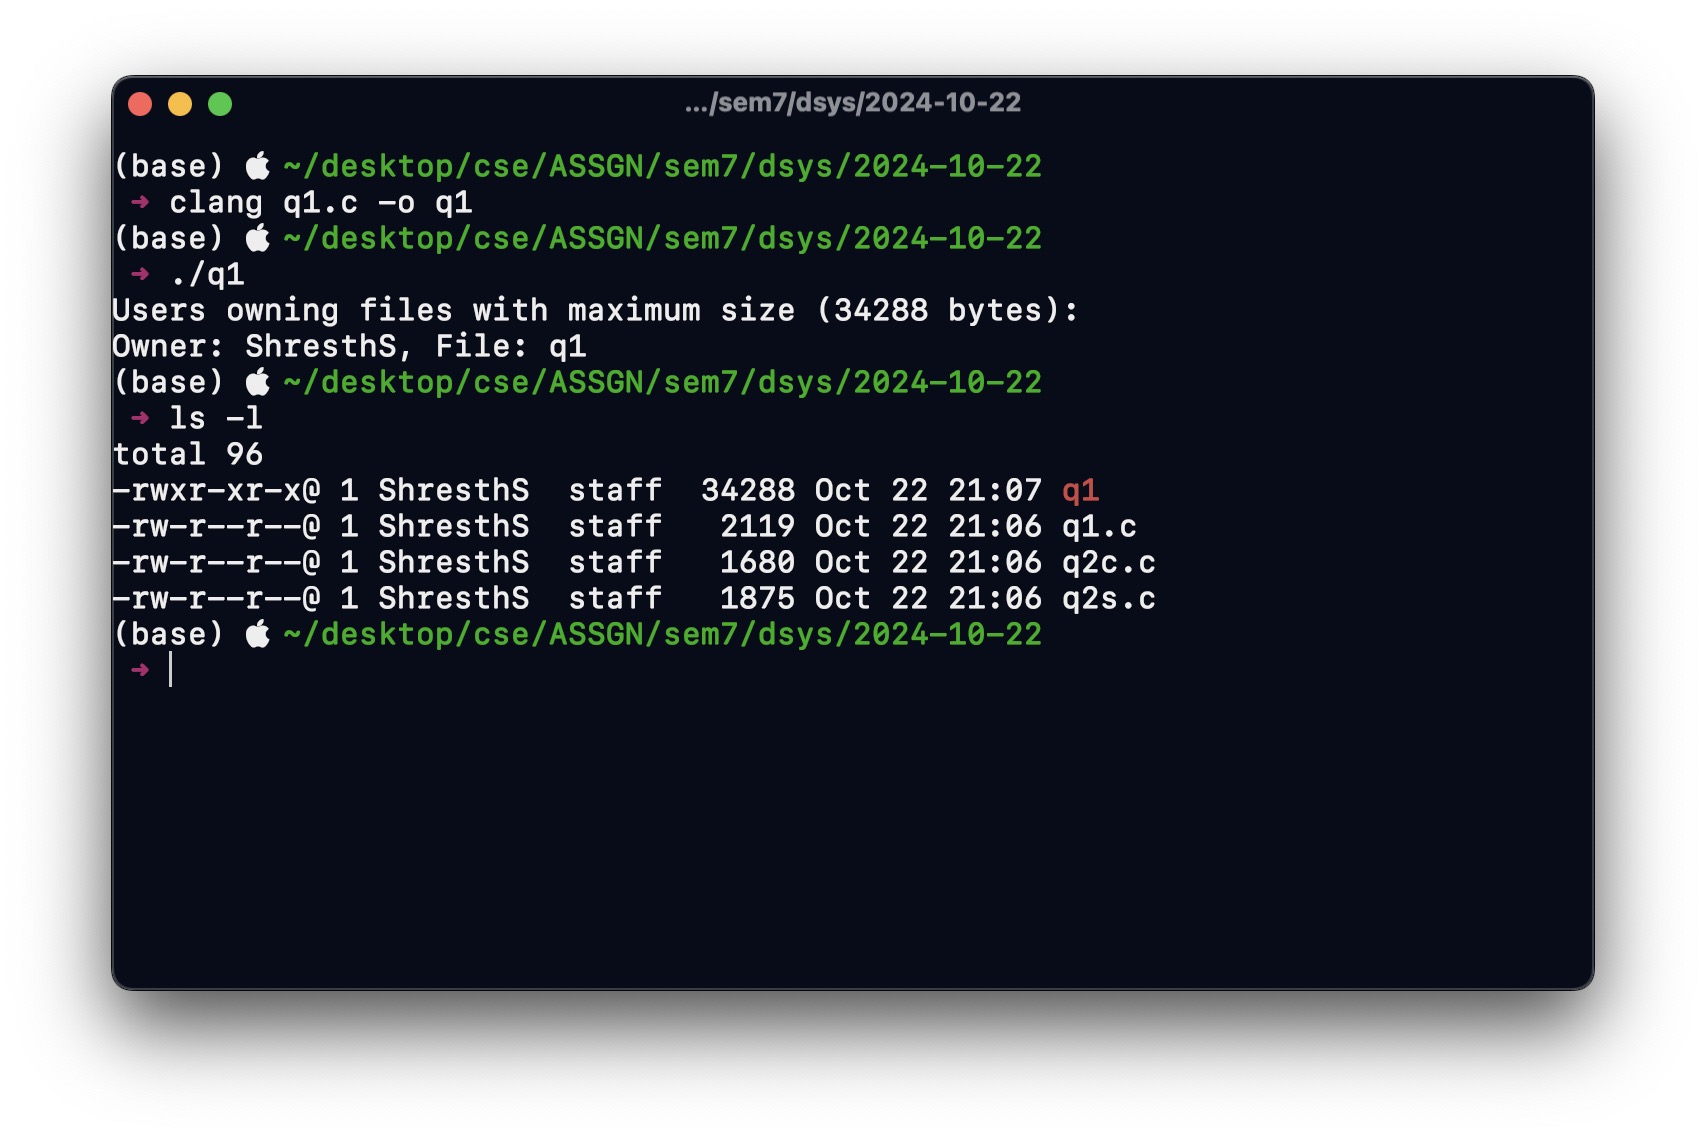 .../sem7/dsys/2024-10-22
(base)  ~/desktop/cse/ASSGN/sem7/dsys/2024-10-22
➜ clang q1.c -o q1
(base)  ~/desktop/cse/ASSGN/sem7/dsys/2024-10-22
➜ ./q1
Users owning files with maximum size (34288 bytes):
Owner: ShresthS, File: q1
(base)  ~/desktop/cse/ASSGN/sem7/dsys/2024-10-22
➜ ls -l
total 96
-rwxr-xr-x@ 1 ShresthS  staff  34288 Oct 22 21:07 q1
-rw-r--r--@ 1 ShresthS  staff   2119 Oct 22 21:06 q1.c
-rw-r--r--@ 1 ShresthS  staff   1680 Oct 22 21:06 q2c.c
-rw-r--r--@ 1 ShresthS  staff   1875 Oct 22 21:06 q2s.c
(base)  ~/desktop/cse/ASSGN/sem7/dsys/2024-10-22
➜